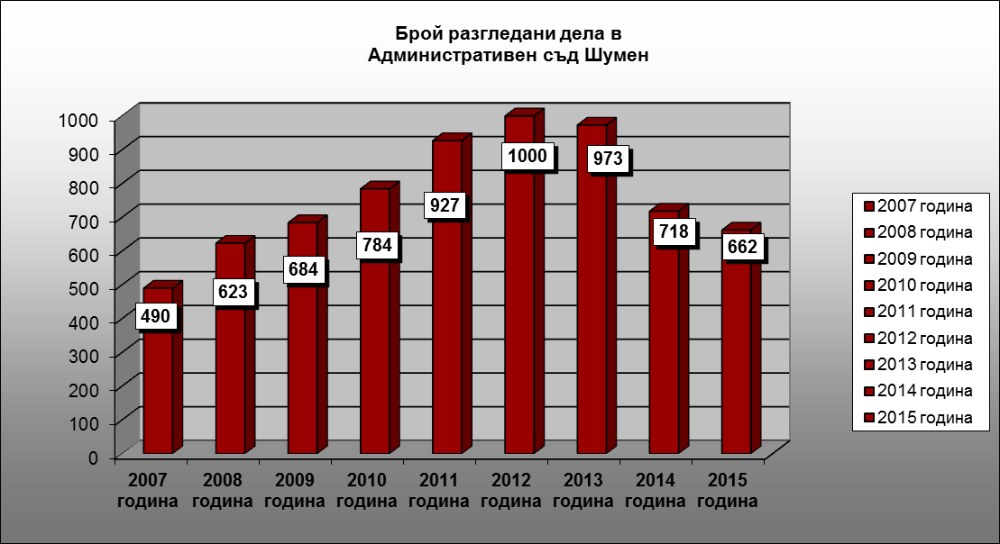 Брой разгледани дела в
Административен съд Шумен
1000
900
800
700
600
500
400
300
200
100
0
490
623
684
784
927
1000
973
718
662
2007 година
2008 година
2009 година
2010 година
2011 година
2012 година
2013 година
2014 година
2015 година
2007 2008 2009 2010 2011 2012 2013 2014 2015
година година година година година година година година година